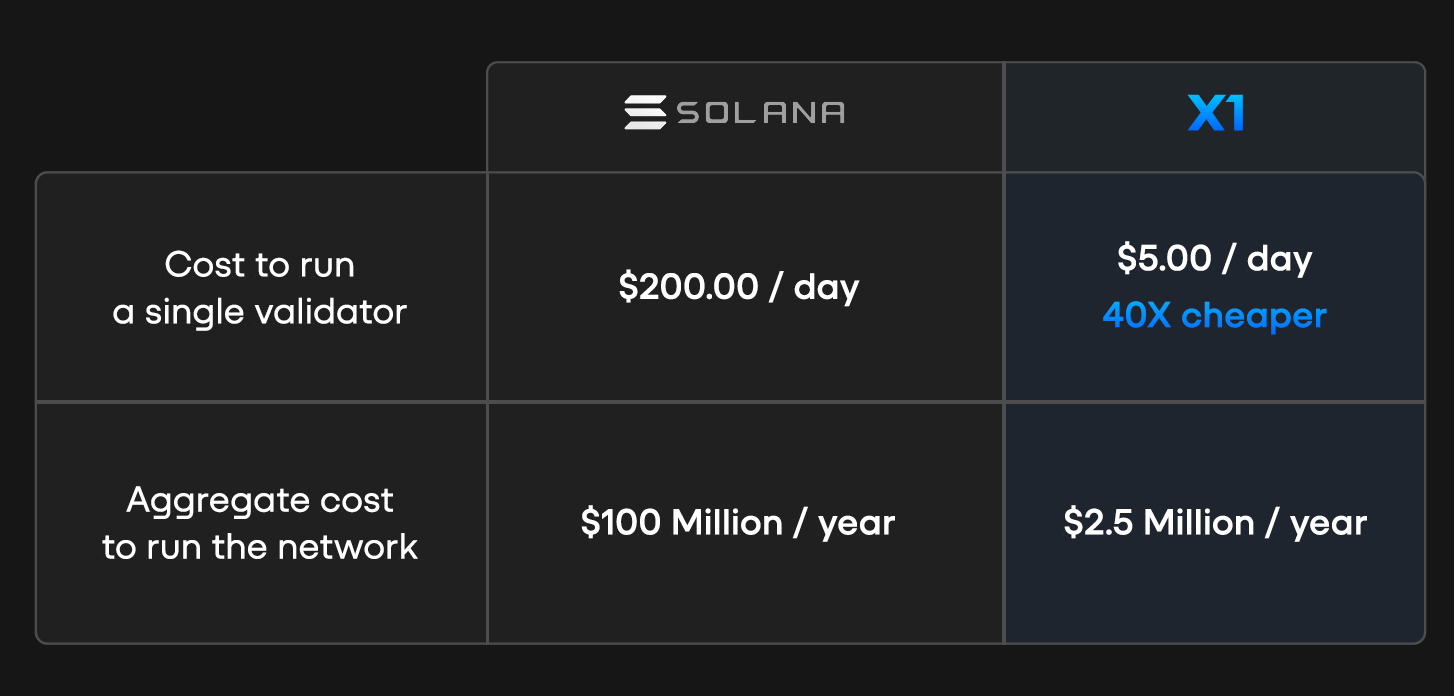 SOLANA
X1
Cost to run
a single validator
$200.00 / day
$5.00 / day
40X cheaper
Aggregate cost
to run the network
$100 Million / year
$2.5 Million / year